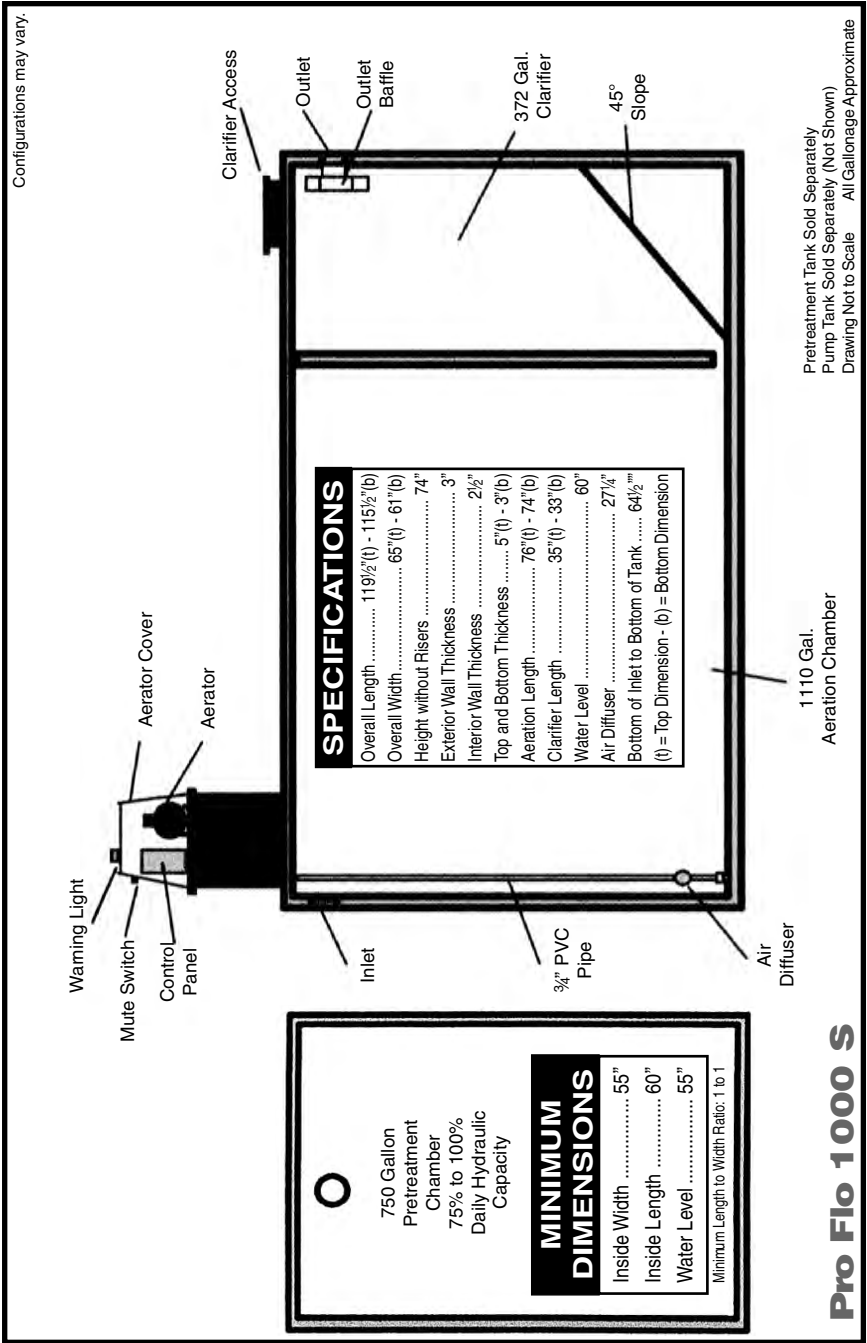 Configurations may vary.
Warning Light
Mute Switch
Control
Panel
Aerator Cover
Aerator
Clarifier Access
Outlet
Outlet
Baffle
372 Gal.
Clarifier
45°
Slope
Inlet
¾" PVC
Pipe
Air
Diffuser
1110 Gal.
Aeration Chamber
SPECIFICATIONS
Overall Length ............ 119½"(t) - 115½"(b)
Overall Width .................... 65"(t) - 61"(b)
Height without Risers ...................... 74"
Exterior Wall Thickness .................... 3"
Interior Wall Thickness .................... 2½"
Top and Bottom Thickness ........ 5"(t) - 3"(b)
Aeration Length .................. 76"(t) - 74"(b)
Clarifier Length .................. 35"(t) - 33"(b)
Water Level .................................. 60"
Air Diffuser ................................ 27¼"
Bottom of Inlet to Bottom of Tank ...... 64½""
(t) = Top Dimension - (b) = Bottom Dimension
750 Gallon
Pretreatment
Chamber
75% to 100%
Daily Hydraulic
Capacity
MINIMUM
DIMENSIONS
Inside Width .................. 55"
Inside Length ................ 60"
Water Level .................. 55"
Minimum Length to Width Ratio: 1 to 1
Pro Flo 1000 S
Pretreatment Tank Sold Separately
Pump Tank Sold Separately (Not Shown)
Drawing Not to Scale All Gallonage Approximate